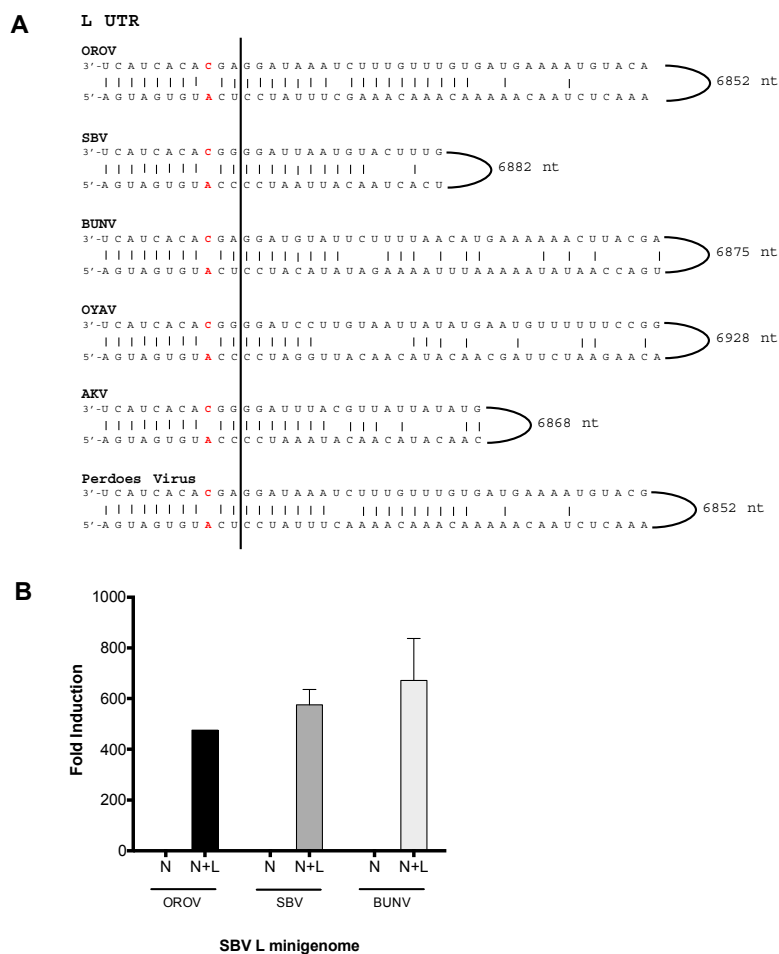 A
L UTR
OROV
3'-U C A U C A C A C G A G G A U A A A U C U U U G U U U G U G A U G A A A A U G U A C A
6852 nt
5'-A G U A G U G U A C U C C U A U U U C G A A A C A A A C A A A A A C A A U C U C A A A
SBV
3'-U C A U C A C A C G G G G A U U A A U G U A C U U U G
6882 nt
5'-A G U A G U G U A C C C C U A A U U A C A A U C A C U
BUNV
3'-U C A U C A C A C G A G G A U G U A U U C U U U U A A C A U G A A A A A A C U U A C G A
6875 nt
5'-A G U A G U G U A C U C C U A C A U A U A G A A A A U U U A A A A A U A U A A C C A G U
OYAV
3'-U C A U C A C A C G G G G A U C C U U G U A A U U A U A U G A A U G U U U U U U C C G G
6928 nt
5'-A G U A G U G U A C C C C U A G G U U A C A A C A U A C A A C G A U U C U A A G A A C A
AKV
3'-U C A U C A C A C G G G G A U U U A C G U U A U U A U A U G
6868 nt
5'-A G U A G U G U A C C C C U A A A U A C A A C A U A C A A C
Perdoes Virus
3'-U C A U C A C A C G A G G A U A A A U C U U U G U U U G U G A U G A A A A U G U A C G
6852 nt
5'-A G U A G U G U A C U C C U A U U U C A A A A C A A A C A A A A A C A A U C U C A A A
B
Fold Induction
1000
800
600
400
200
0
N N+L N N+L N N+L
OROV SBV BUNV
SBV L minigenome